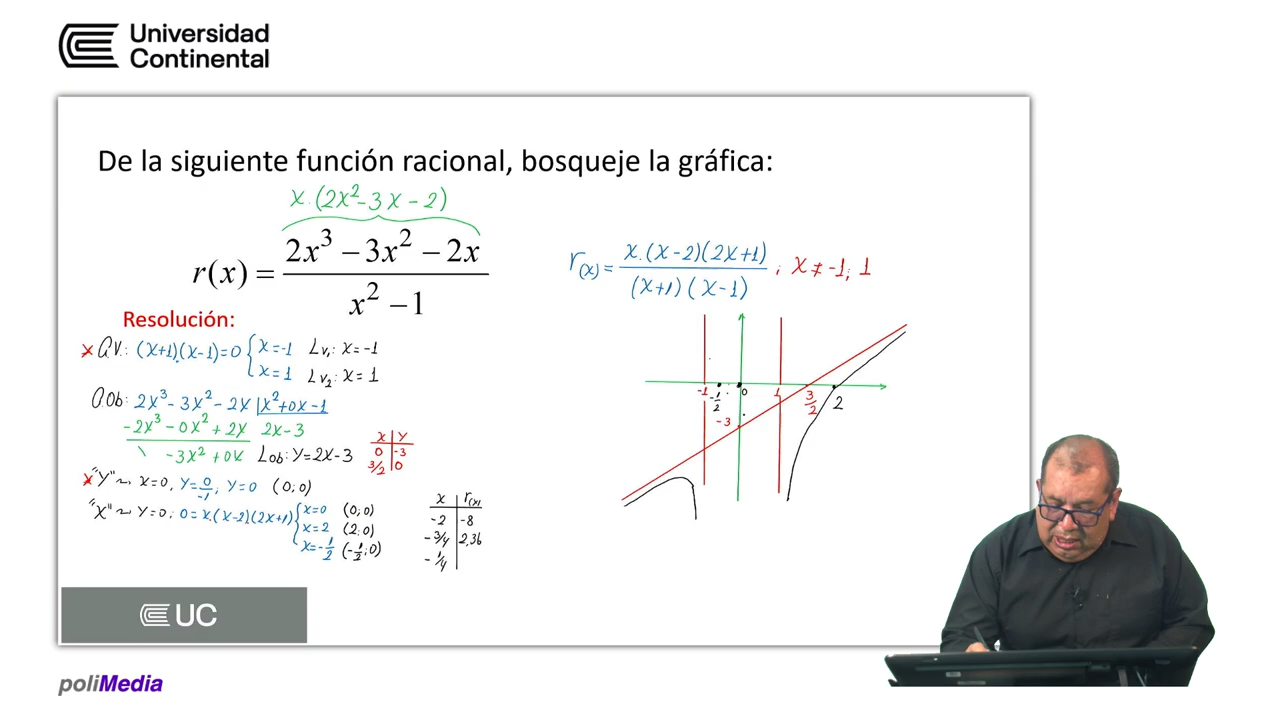 Universidad
Continental
De la siguiente función racional, bosqueje la gráfica:
x.(2x²-3x-2)
r(x) = (2x³ − 3x² − 2x) / (x² − 1)
r(x) = x.(x-2)(2x+1) / (x+1)(x-1) ; x ≠ -1; 1
Resolución:
x A.V.: (x+1)(x-1)=0 { x=-1 Lv₁: x=-1
x=1 Lv₂: x=1
A.Ob: 2x³-3x²-2x | x²+0x-1
-2x³-0x²+2x 2x-3
\ -3x²+0x Lob: Y=2x-3
x Y
0 -3
3/2 0
x "Y" ~ x=0, Y=0/-1; Y=0 (0;0)
"X" ~ Y=0; 0=x.(x-2)(2x+1) { x=0 (0;0)
x=2 (2;0)
x=-1/2 (-1/2;0)
x r(x)
-2 -8
-3/4 2,36
-1/4
-1 -1/2 0 1 3/2 2
-3
UC
poliMedia